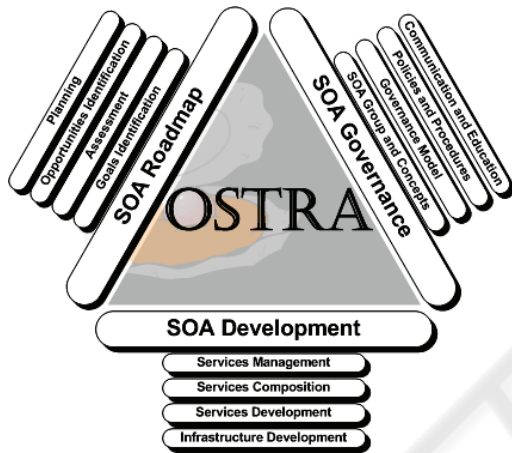 Planning
Opportunities Identification
Assessment
Goals Identification
SOA Roadmap
SOA Governance
SOA Group and Concepts
Governance Model
Policies and Procedures
Communication and Education
OSTRA
SOA Development
Services Management
Services Composition
Services Development
Infrastructure Development